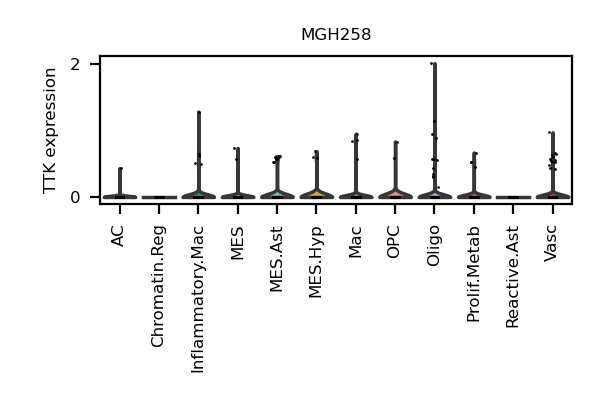 MGH258
TTK expression
2
0
AC
Chromatin.Reg
Inflammatory.Mac
MES
MES.Ast
MES.Hyp
Mac
OPC
Oligo
Prolif.Metab
Reactive.Ast
Vasc